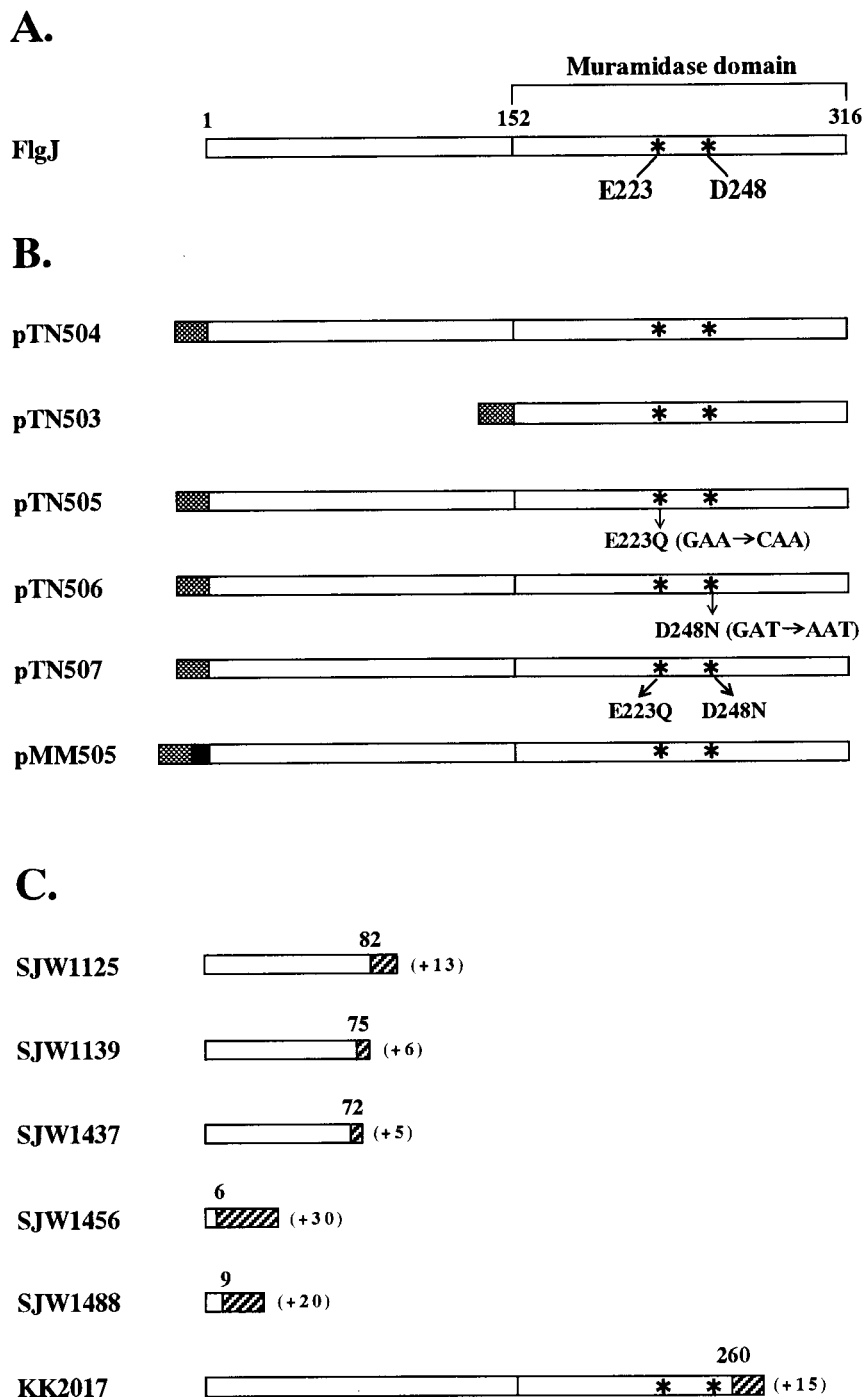 A.
Muramidase domain
1 152 316
FlgJ * *
E223 D248
B.
pTN504 * *
pTN503 * *
pTN505 * *
E223Q (GAA→CAA)
pTN506 * *
D248N (GAT→AAT)
pTN507 * *
E223Q D248N
pMM505 * *
C.
82
SJW1125 (+13)
75
SJW1139 (+6)
72
SJW1437 (+5)
6
SJW1456 (+30)
9
SJW1488 (+20)
260
KK2017 * * (+15)